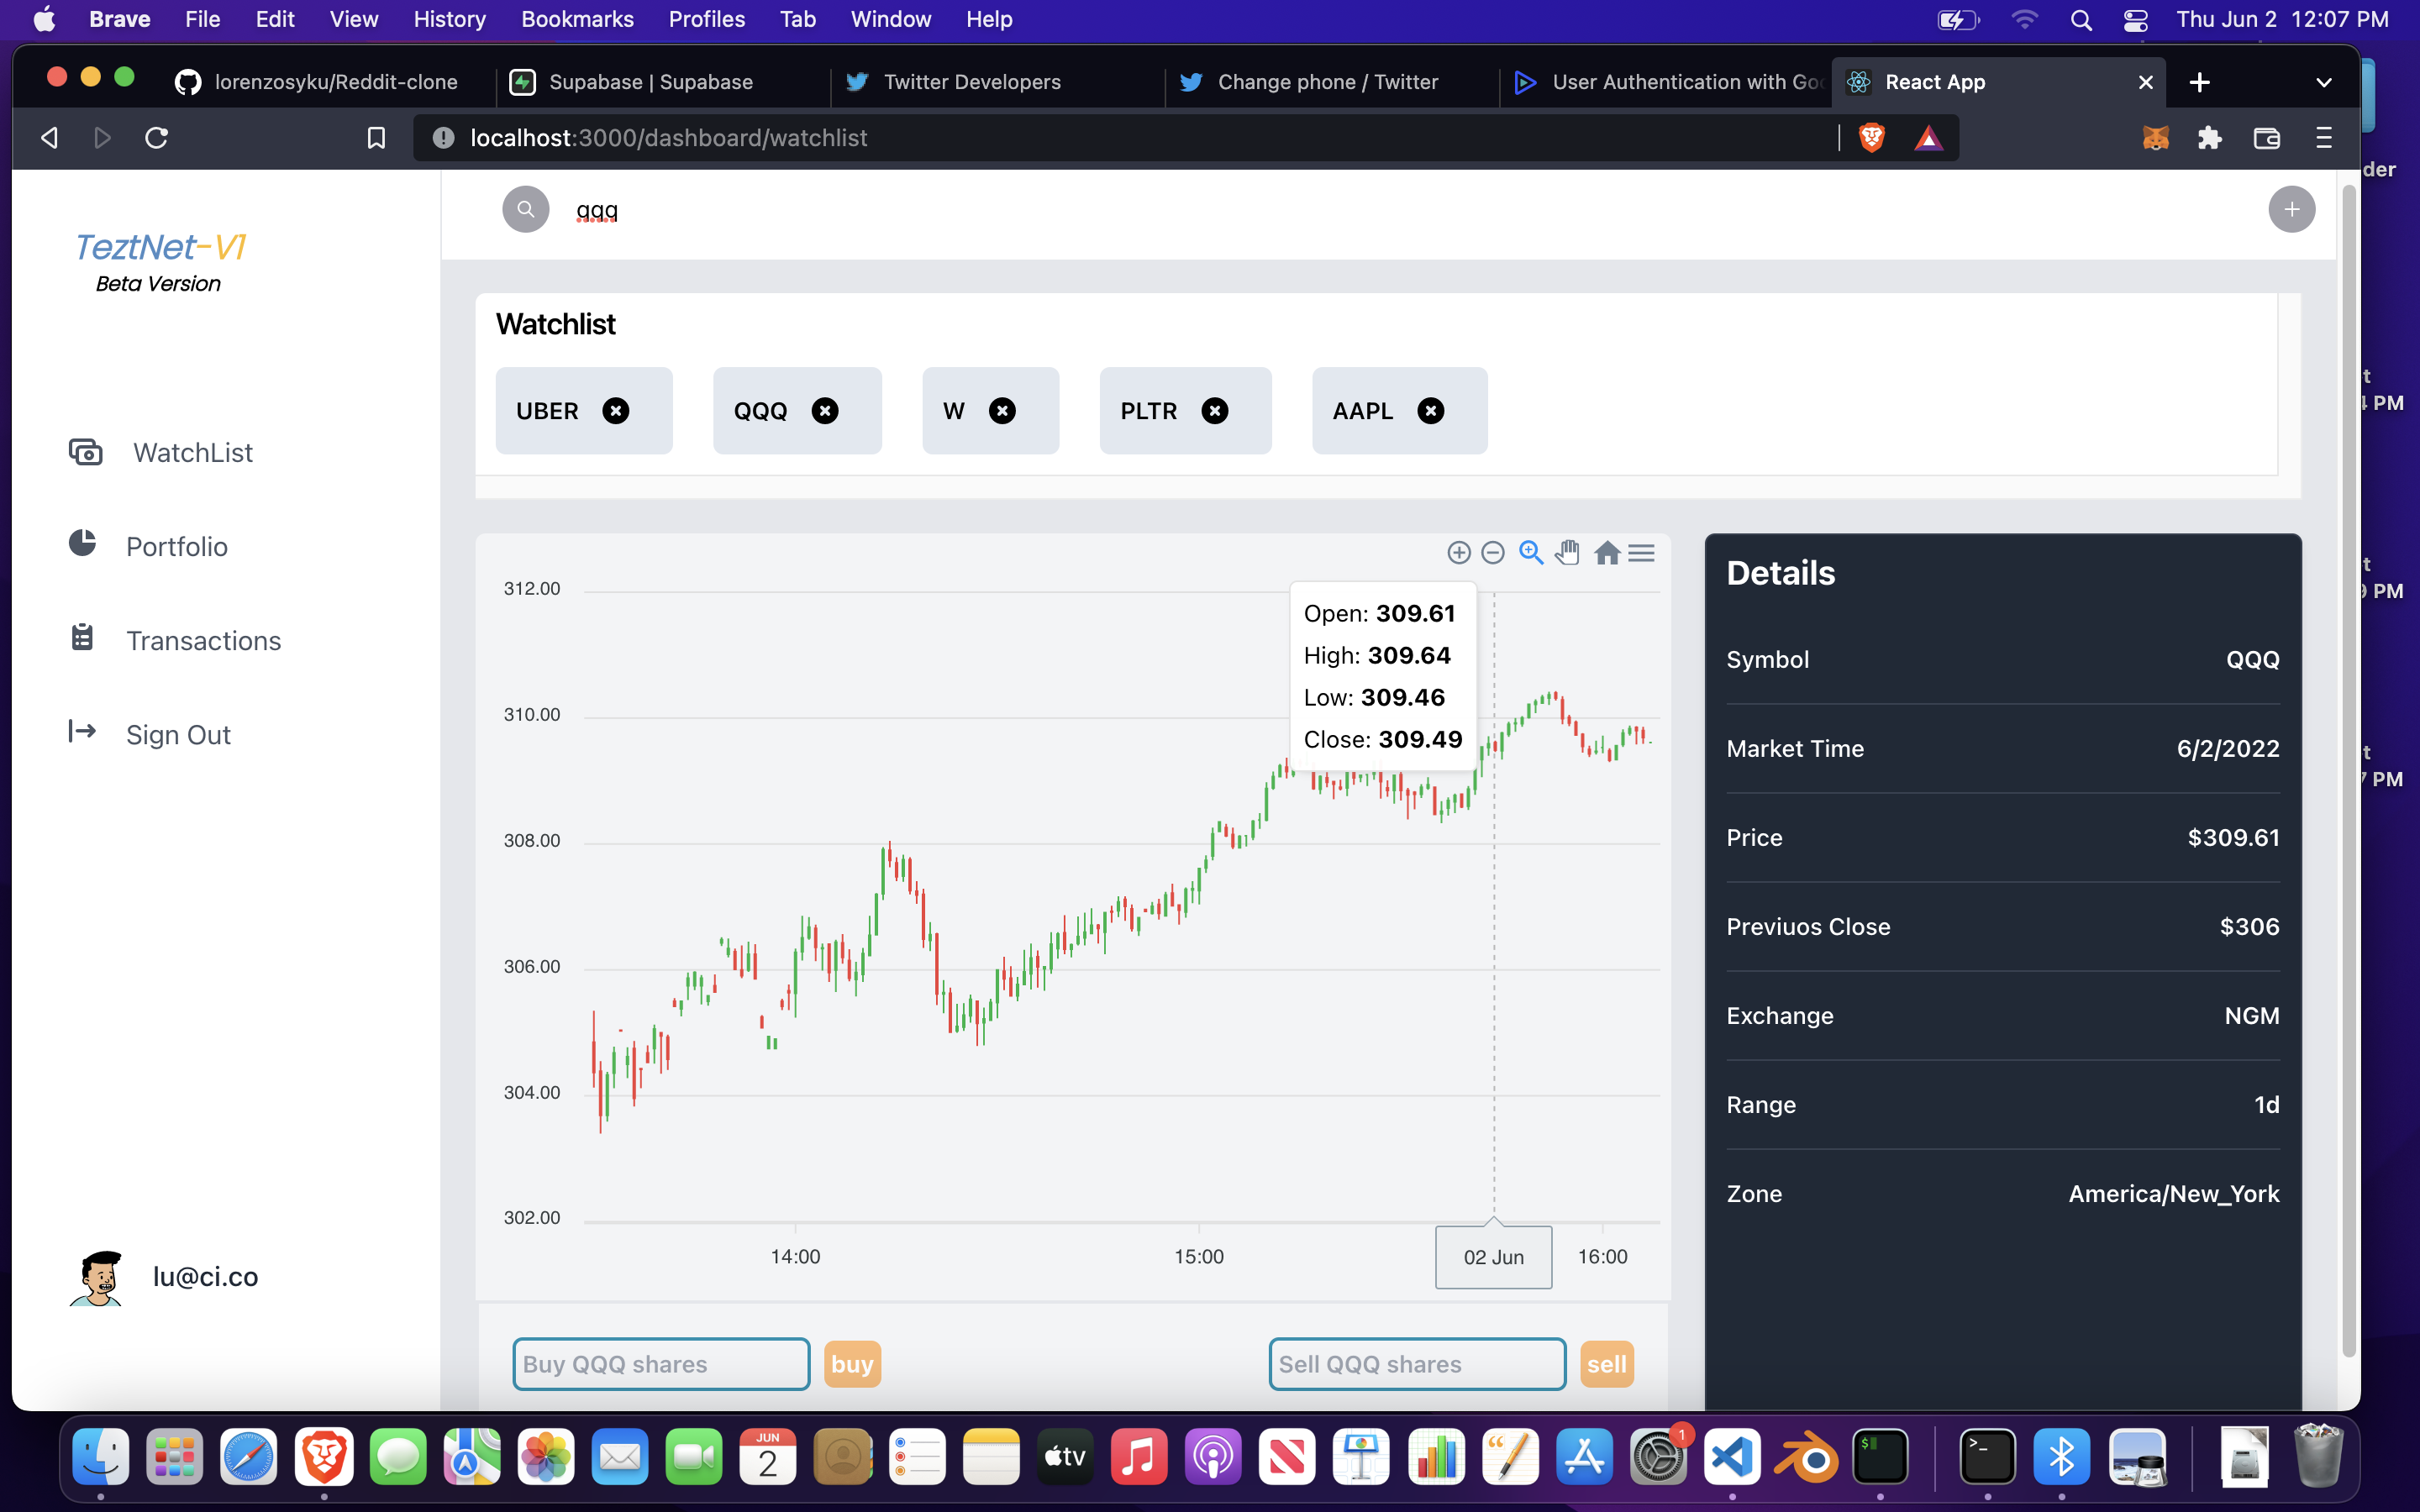 Brave File Edit View History Bookmarks Profiles Tab Window Help Thu Jun 2 12:07 PM
lorenzosyku/Reddit-clone Supabase | Supabase Twitter Developers Change phone / Twitter User Authentication with Goo React App
localhost:3000/dashboard/watchlist
der
qqq
TeztNet-V1
Beta Version
Watchlist
UBER QQQ W PLTR AAPL
WatchList
Portfolio
Transactions
Sign Out
lu@ci.co
312.00
310.00
308.00
306.00
304.00
302.00
Open: 309.61
High: 309.64
Low: 309.46
Close: 309.49
14:00 15:00 02 Jun 16:00
Buy QQQ shares buy Sell QQQ shares sell
Details
Symbol QQQ
Market Time 6/2/2022
Price $309.61
Previuos Close $306
Exchange NGM
Range 1d
Zone America/New_York
t
4 PM
t
9 PM
t
7 PM
JUN
2
tv
1